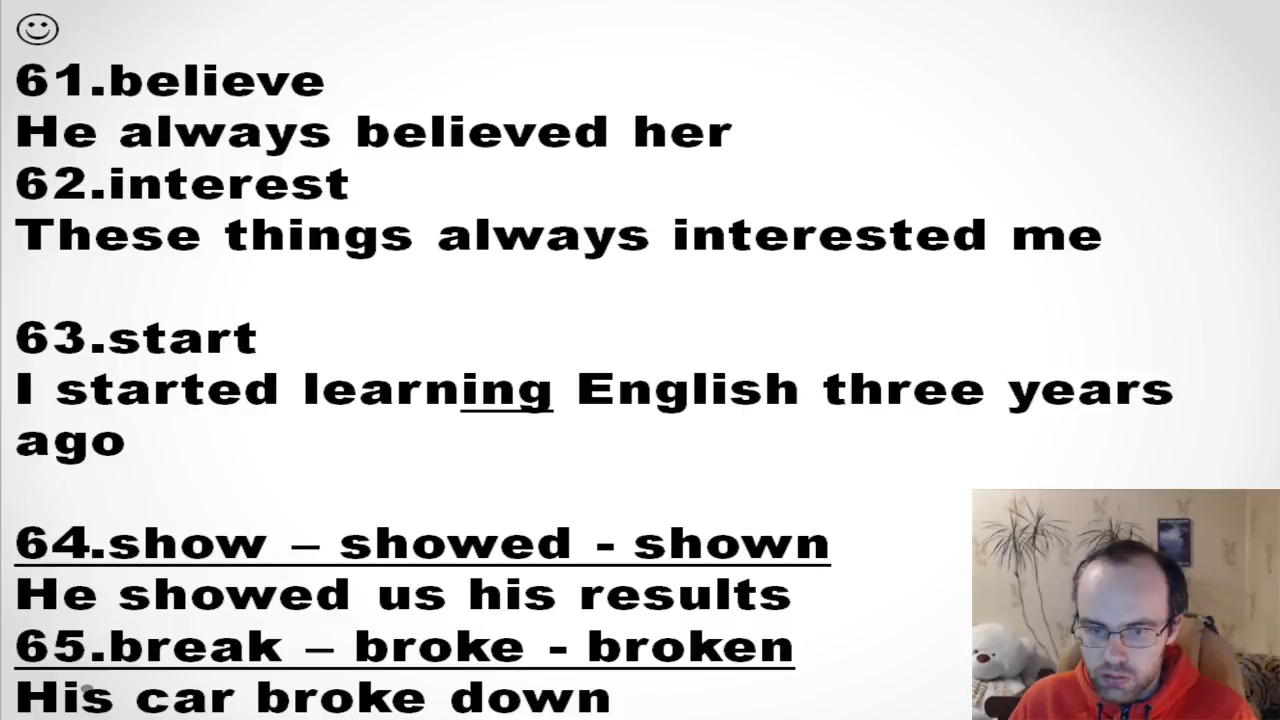 61.believe
He always believed her
62.interest
These things always interested me
63.start
I started learning English three years
ago
64.show – showed - shown
He showed us his results
65.break – broke - broken
His car broke down